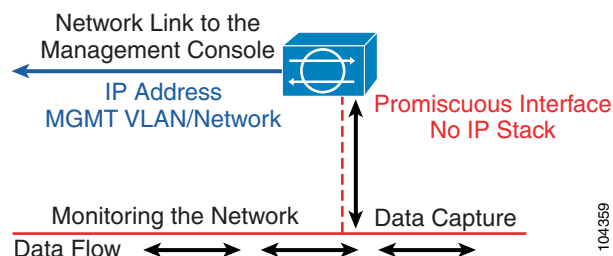 Network Link to the
Management Console
IP Address
MGMT VLAN/Network
Promiscuous Interface
No IP Stack
Monitoring the Network
Data Capture
Data Flow
104359